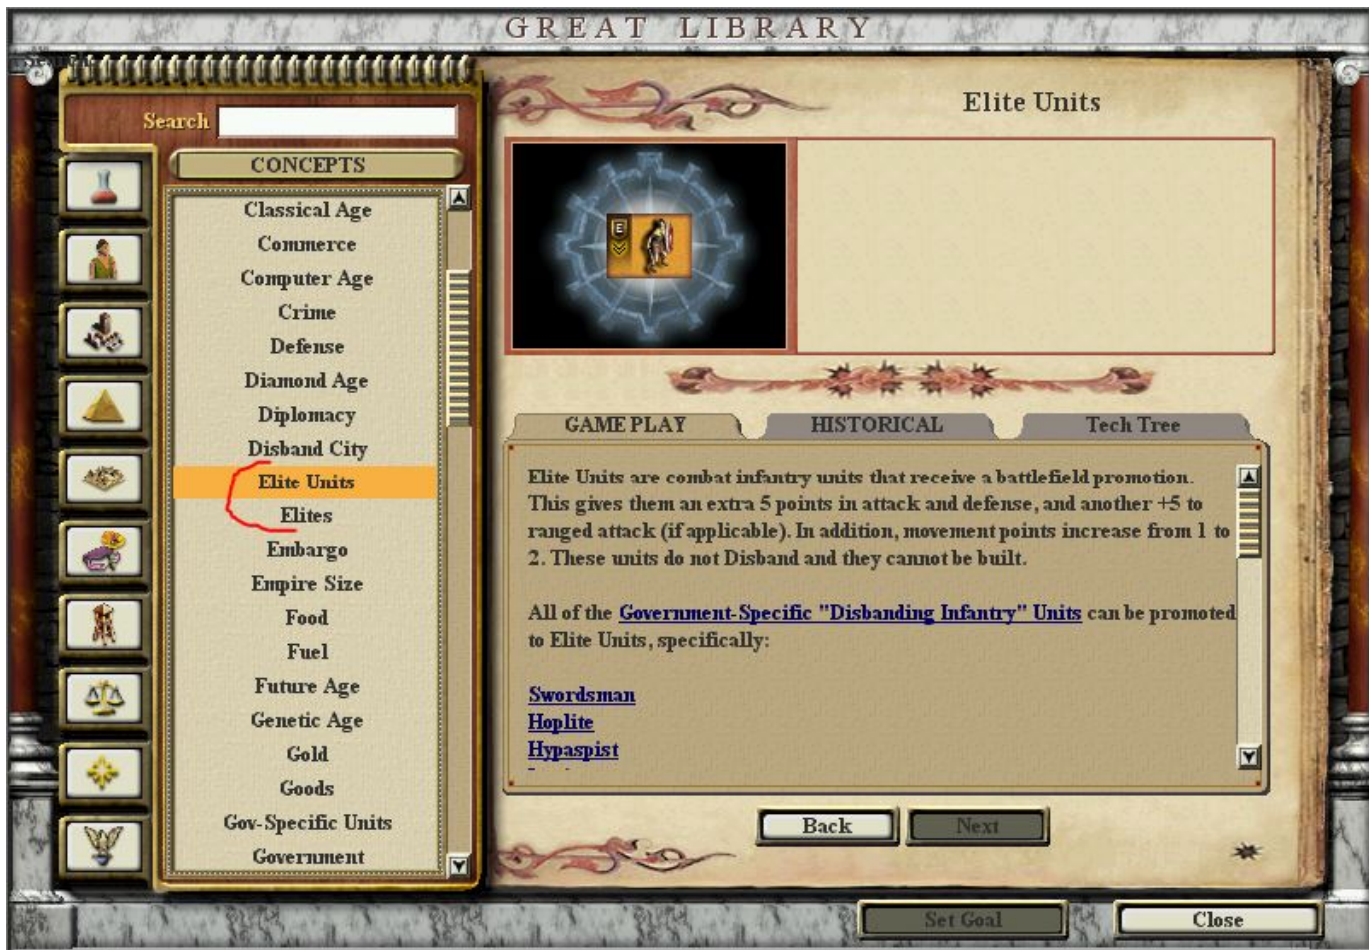 GREAT LIBRARY
Search
CONCEPTS
Classical Age
Commerce
Computer Age
Crime
Defense
Diamond Age
Diplomacy
Disband City
Elite Units
Elites
Embargo
Empire Size
Food
Fuel
Future Age
Genetic Age
Gold
Goods
Gov-Specific Units
Government
Elite Units
E
GAME PLAY
HISTORICAL
Tech Tree
Elite Units are combat infantry units that receive a battlefield promotion.
This gives them an extra 5 points in attack and defense, and another +5 to
ranged attack (if applicable). In addition, movement points increase from 1 to
2. These units do not Disband and they cannot be built.
All of the Government-Specific "Disbanding Infantry" Units can be promoted
to Elite Units, specifically:
Swordsman
Hoplite
Hypaspist
Back
Next
Set Goal
Close